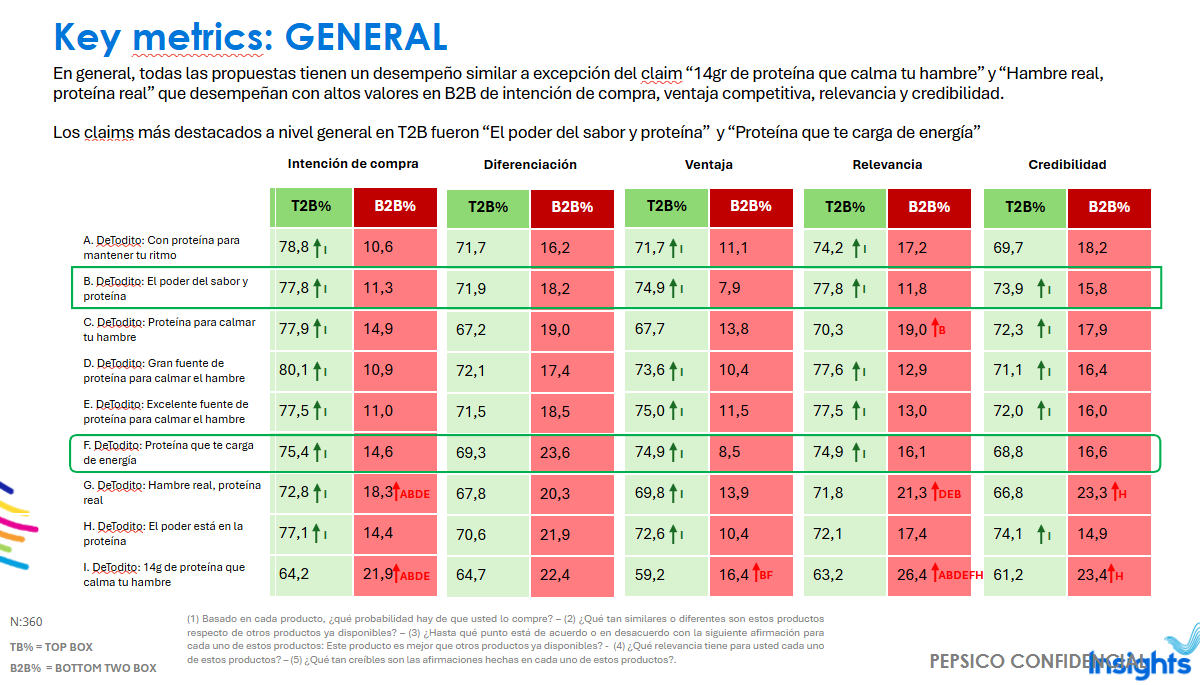 Key metrics: GENERAL
En general, todas las propuestas tienen un desempeño similar a excepción del claim “14gr de proteína que calma tu hambre” y “Hambre real,
proteína real” que desempeñan con altos valores en B2B de intención de compra, ventaja competitiva, relevancia y credibilidad.
Los claims más destacados a nivel general en T2B fueron “El poder del sabor y proteína” y “Proteína que te carga de energía”
Intención de compra Diferenciación Ventaja Relevancia Credibilidad
T2B% B2B% T2B% B2B% T2B% B2B% T2B% B2B% T2B% B2B%
A. DeTodito: Con proteína para
mantener tu ritmo
78,8 I 10,6 71,7 16,2 71,7 I 11,1 74,2 I 17,2 69,7 18,2
B. DeTodito: El poder del sabor y
proteína
77,8 I 11,3 71,9 18,2 74,9 I 7,9 77,8 I 11,8 73,9 I 15,8
C. DeTodito: Proteína para calmar
tu hambre
77,9 I 14,9 67,2 19,0 67,7 13,8 70,3 19,0 B 72,3 I 17,9
D. DeTodito: Gran fuente de
proteína para calmar el hambre
80,1 I 10,9 72,1 17,4 73,6 I 10,4 77,6 I 12,9 71,1 I 16,4
E. DeTodito: Excelente fuente de
proteína para calmar el hambre
77,5 I 11,0 71,5 18,5 75,0 I 11,5 77,5 I 13,0 72,0 I 16,0
F. DeTodito: Proteína que te carga
de energía
75,4 I 14,6 69,3 23,6 74,9 I 8,5 74,9 I 16,1 68,8 16,6
G. DeTodito: Hambre real, proteína
real
72,8 I 18,3 ABDE 67,8 20,3 69,8 I 13,9 71,8 21,3 DEB 66,8 23,3 H
H. DeTodito: El poder está en la
proteína
77,1 I 14,4 70,6 21,9 72,6 I 10,4 72,1 17,4 74,1 I 14,9
I. DeTodito: 14g de proteína que
calma tu hambre
64,2 21,9 ABDE 64,7 22,4 59,2 16,4 BF 63,2 26,4 ABDEFH 61,2 23,4 H
N:360
TB% = TOP BOX
B2B% = BOTTOM TWO BOX
(1) Basado en cada producto, ¿qué probabilidad hay de que usted lo compre? – (2) ¿Qué tan similares o diferentes son estos productos
respecto de otros productos ya disponibles? – (3) ¿Hasta qué punto está de acuerdo o en desacuerdo con la siguiente afirmación para
cada uno de estos productos: Este producto es mejor que otros productos ya disponibles? - (4) ¿Qué relevancia tiene para usted cada uno
de estos productos? – (5) ¿Qué tan creíbles son las afirmaciones hechas en cada uno de estos productos?.
PEPSICO CONFIDENCIAL
Insights